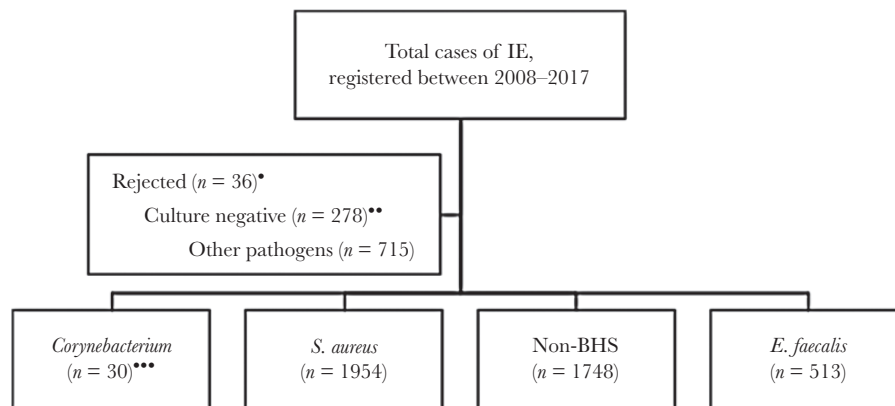 Total cases of IE,
registered between 2008–2017
Rejected (n = 36)•
Culture negative (n = 278)••
Other pathogens (n = 715)
Corynebacterium
(n = 30)•••
S. aureus
(n = 1954)
Non-BHS
(n = 1748)
E. faecalis
(n = 513)